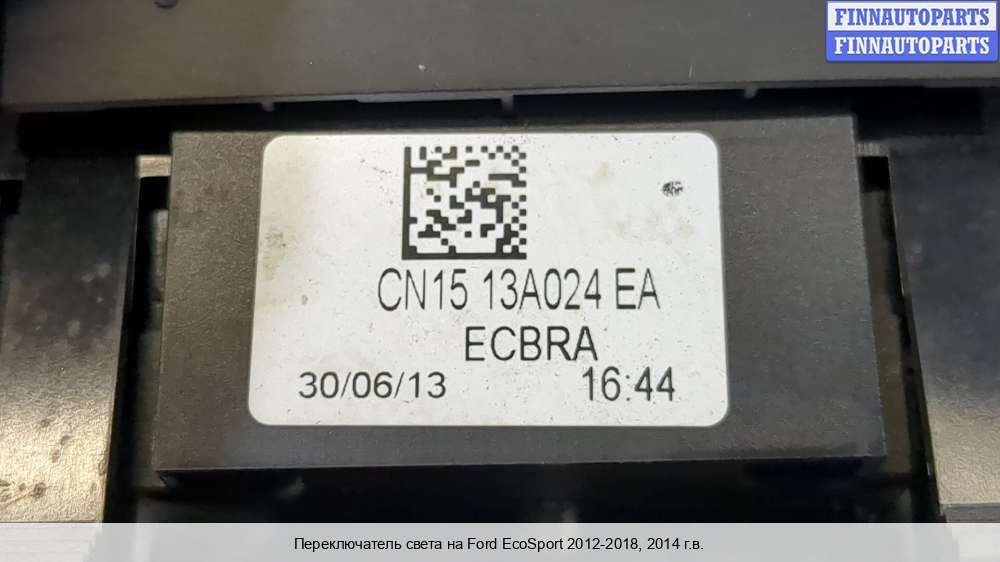 FINNAUTOPARTS
FINNAUTOPARTS
CN15 13A024 EA
ECBRA
30/06/13 16:44
Переключатель света на Ford EcoSport 2012-2018, 2014 г.в.